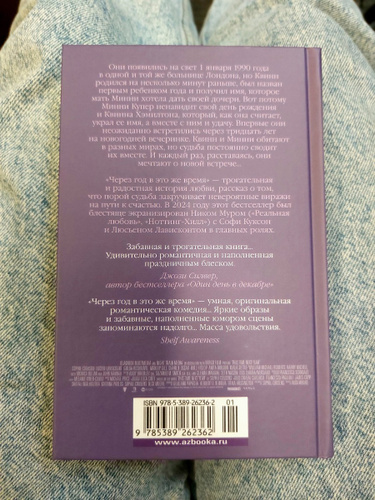 Они появились на свет 1 января 1990 года
в одной и той же больнице Лондона, но Квинн
родился на несколько минут раньше, был назван
первым ребенком года и получил имя, которое
мать Минни хотела дать своей дочери. Вот потому
Минни Купер ненавидит свой день рождения
и Квинна Хэмилтона, который, как она считает,
украл ее имя, а вместе с ним и удачу. Впервые они
неожиданно встретились через тридцать лет
на новогодней вечеринке. Квинн и Минни обитают
в разных мирах, но судьба постоянно сводит
их вместе. И каждый раз, расставаясь, они
мечтают о новой встрече...
«Через год в это же время» — трогательная
и радостная история любви, рассказ о том,
что порой судьба закручивает невероятные виражи
на пути к счастью. В 2024 году этот бестселлер был
блестяще экранизирован Ником Муром («Реальная
любовь», «Ноттинг-Хилл») с Софи Куксон
и Люсьеном Лависконтом в главных ролях.
Забавная и трогательная книга...
Удивительно романтичная и наполненная
праздничным блеском.
Джоли Силвер,
автор бестселлера «Один день в декабре»
«Через год в это же время» — умная, оригинальная
романтическая комедия... Яркие образы
и забавные, наполненные юмором сцены
запоминаются надолго... Масса удовольствия.
Shelf Awareness
ISBN 978-5-389-26236-2
01
9 785389 262362
www.azbooka.ru